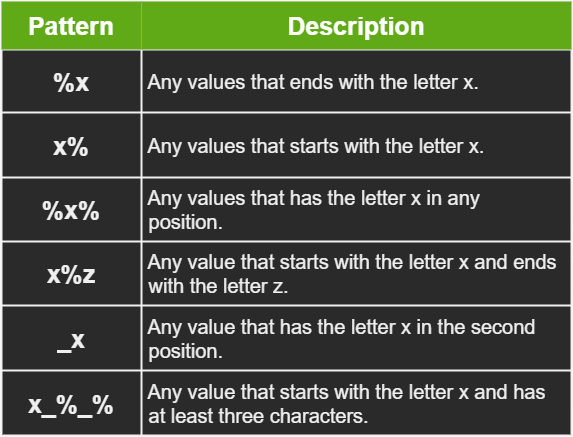 Pattern Description
%x Any values that ends with the letter x.
x% Any values that starts with the letter x.
%x% Any values that has the letter x in any
position.
x%z Any value that starts with the letter x and ends
with the letter z.
_x Any value that has the letter x in the second
position.
x_%_% Any value that starts with the letter x and has
at least three characters.